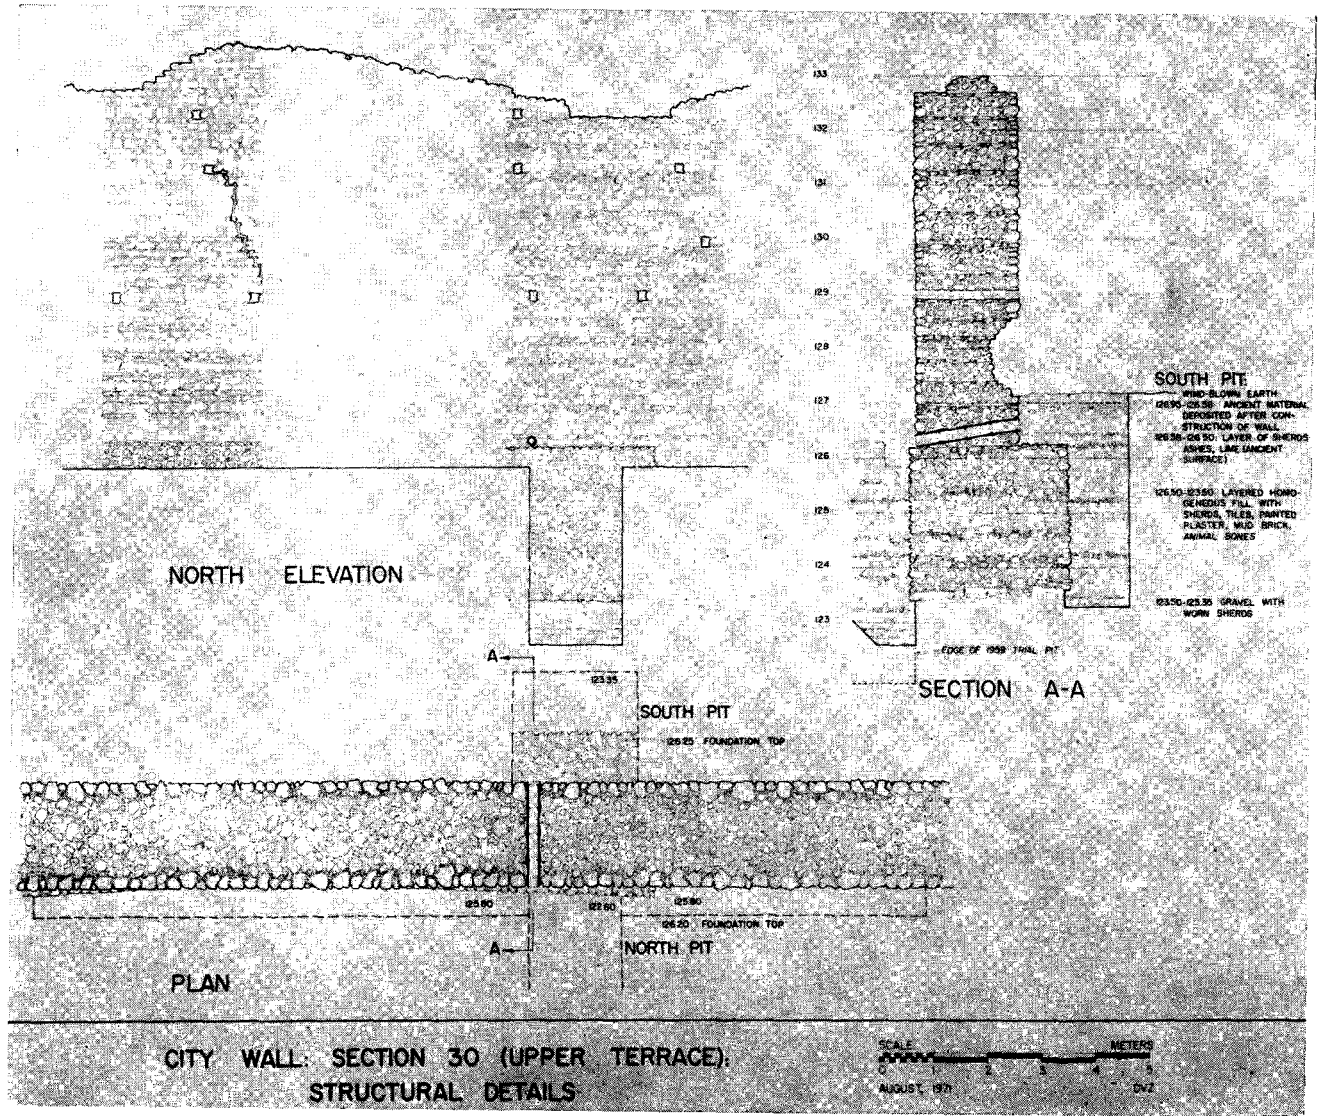 133
132
131
130
129
128
127
126
125
124
123
SOUTH PIT:
WIND-BLOWN EARTH
126.95-126.58 ANCIENT MATERIAL
DEPOSITED AFTER CON-
STRUCTION OF WALL
126.58-126.50: LAYER OF SHERDS
ASHES, LIME (ANCIENT
SURFACE)
126.50-123.50 LAYERED HOMO-
GENEOUS FILL, WITH
SHERDS, TILES, PAINTED
PLASTER, MUD BRICK,
ANIMAL BONES
123.50-123.35 GRAVEL WITH
WORN SHERDS
EDGE OF 1959 TRIAL PIT
SECTION A-A
NORTH ELEVATION
A
123.35
SOUTH PIT
126.25 FOUNDATION TOP
125.80
122.60
125.80
126.20 FOUNDATION TOP
A
NORTH PIT
PLAN
CITY WALL: SECTION 30 (UPPER TERRACE):
STRUCTURAL DETAILS
SCALE METERS
0 1 2 3 4 5
AUGUST, 1971 DVZ